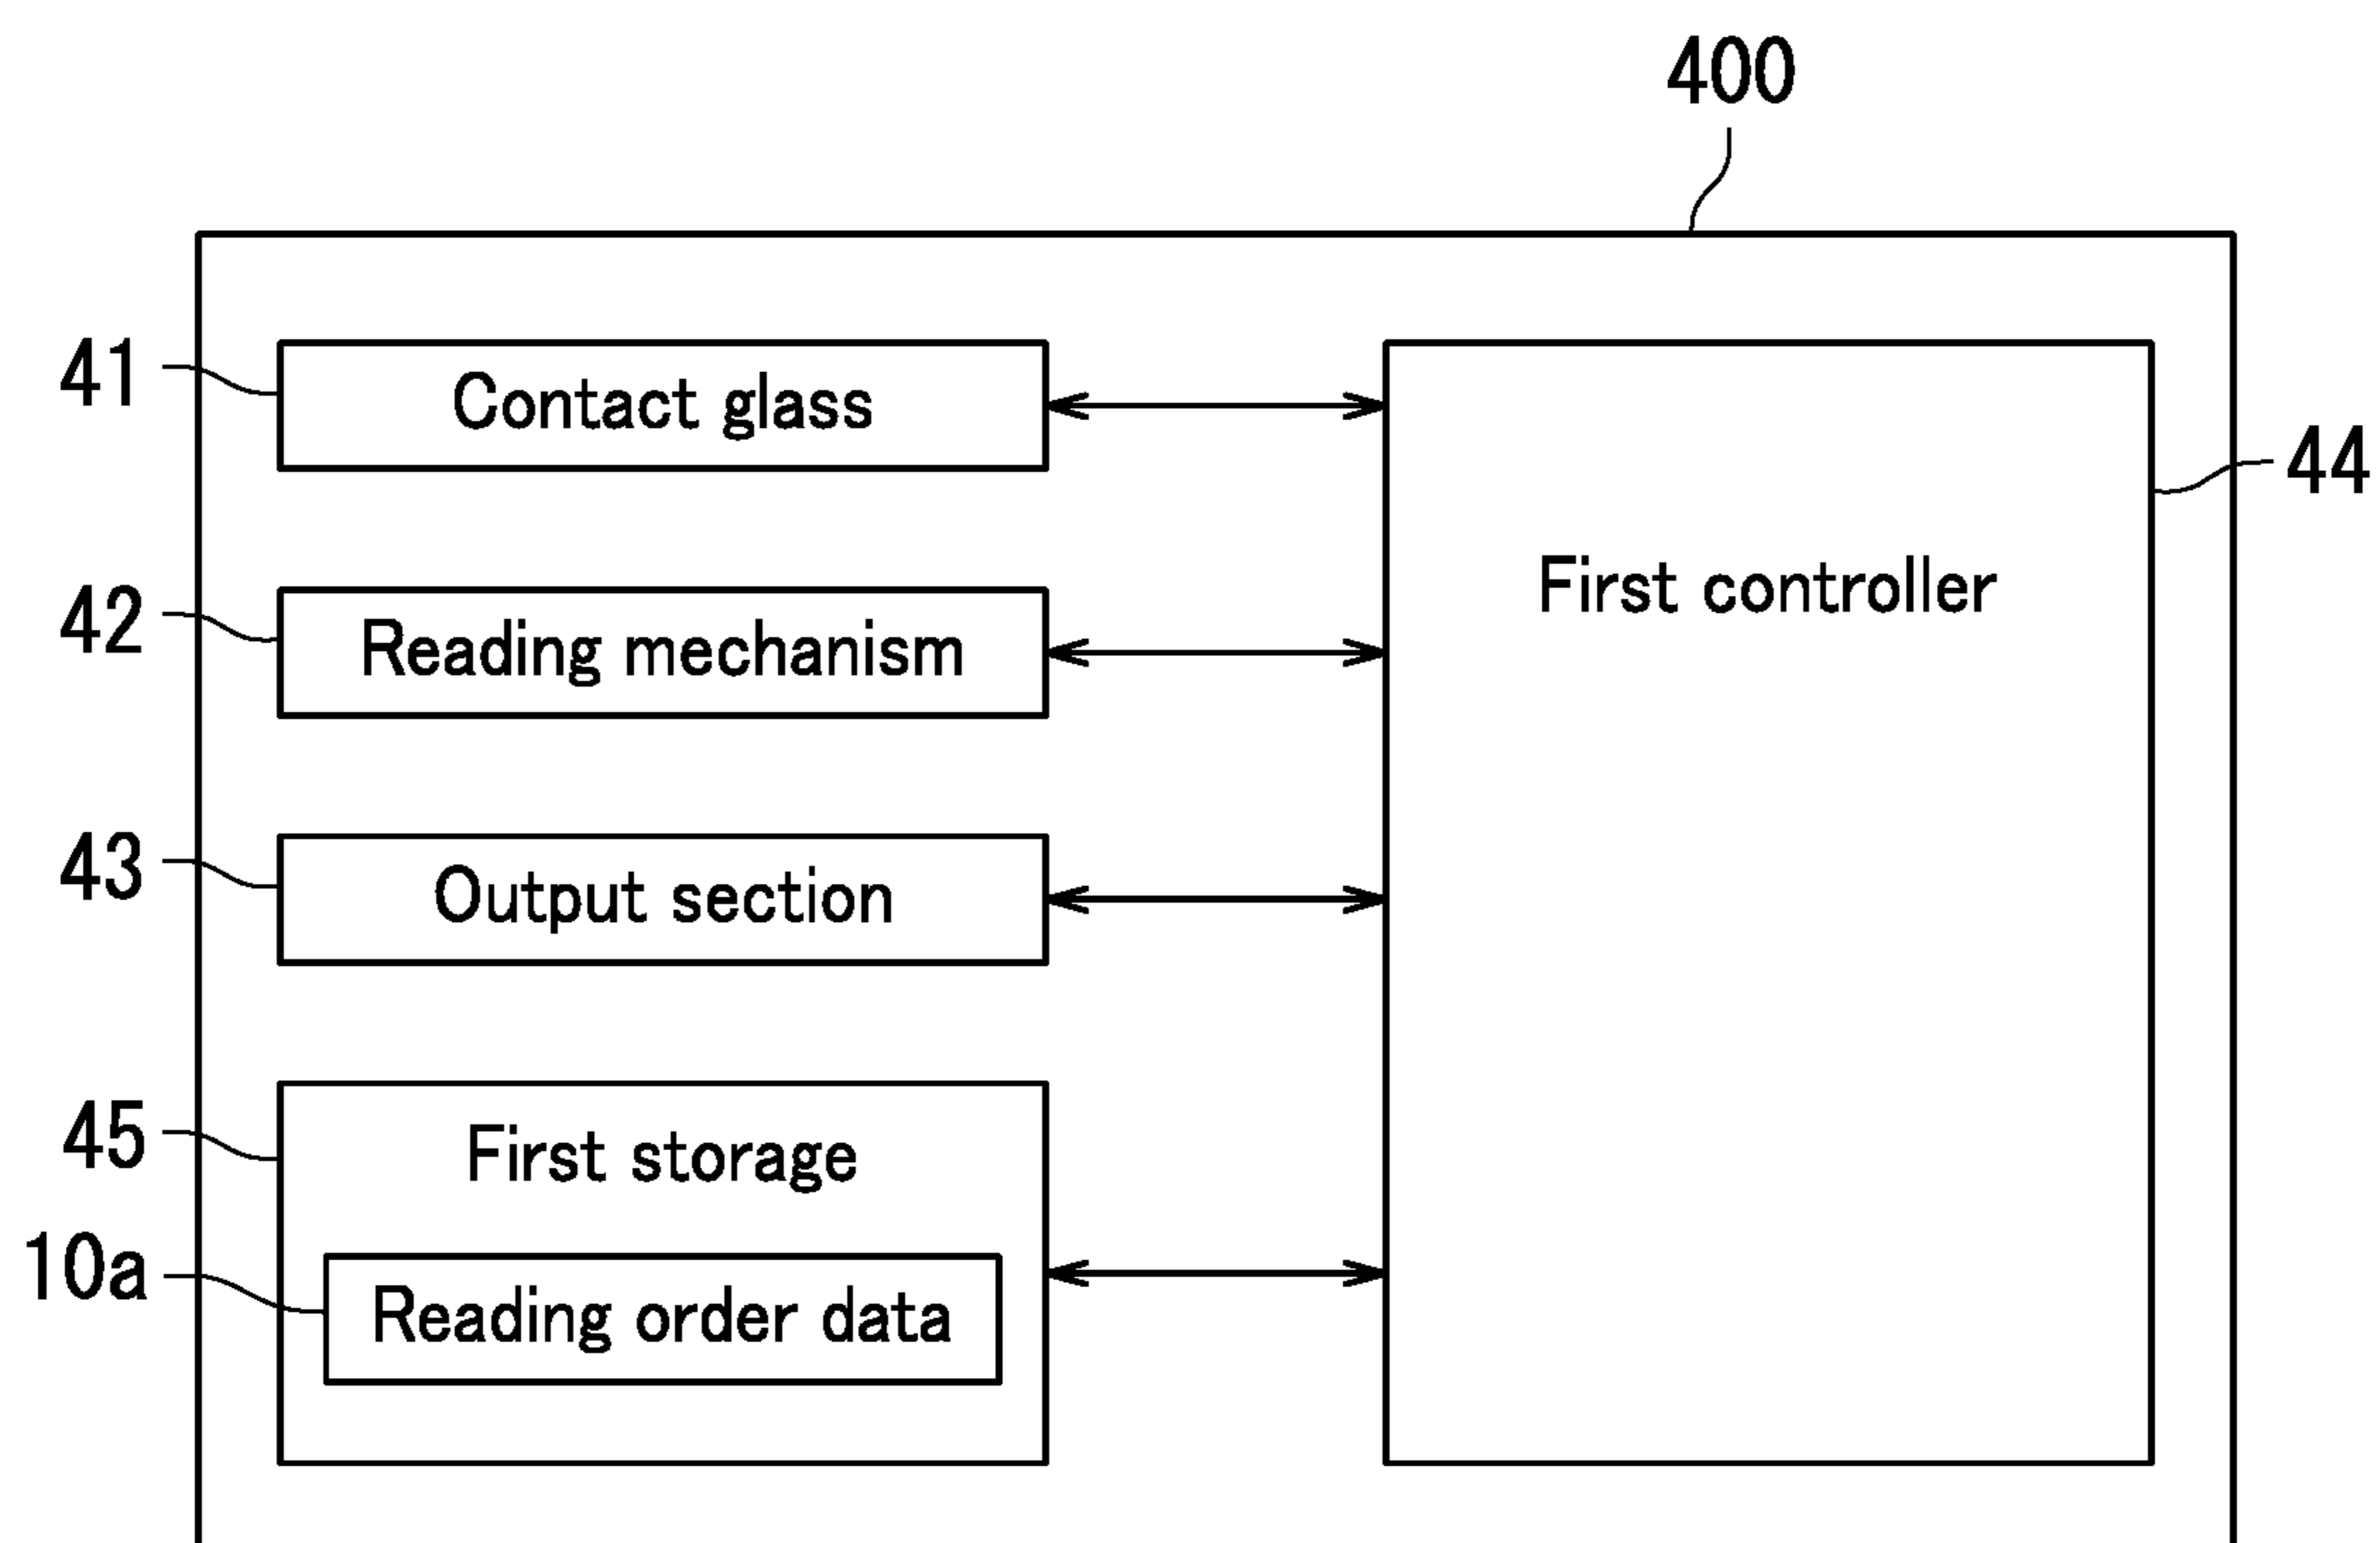 400
41
Contact glass
44
First controller
42
Reading mechanism
43
Output section
45
First storage
10a
Reading order data